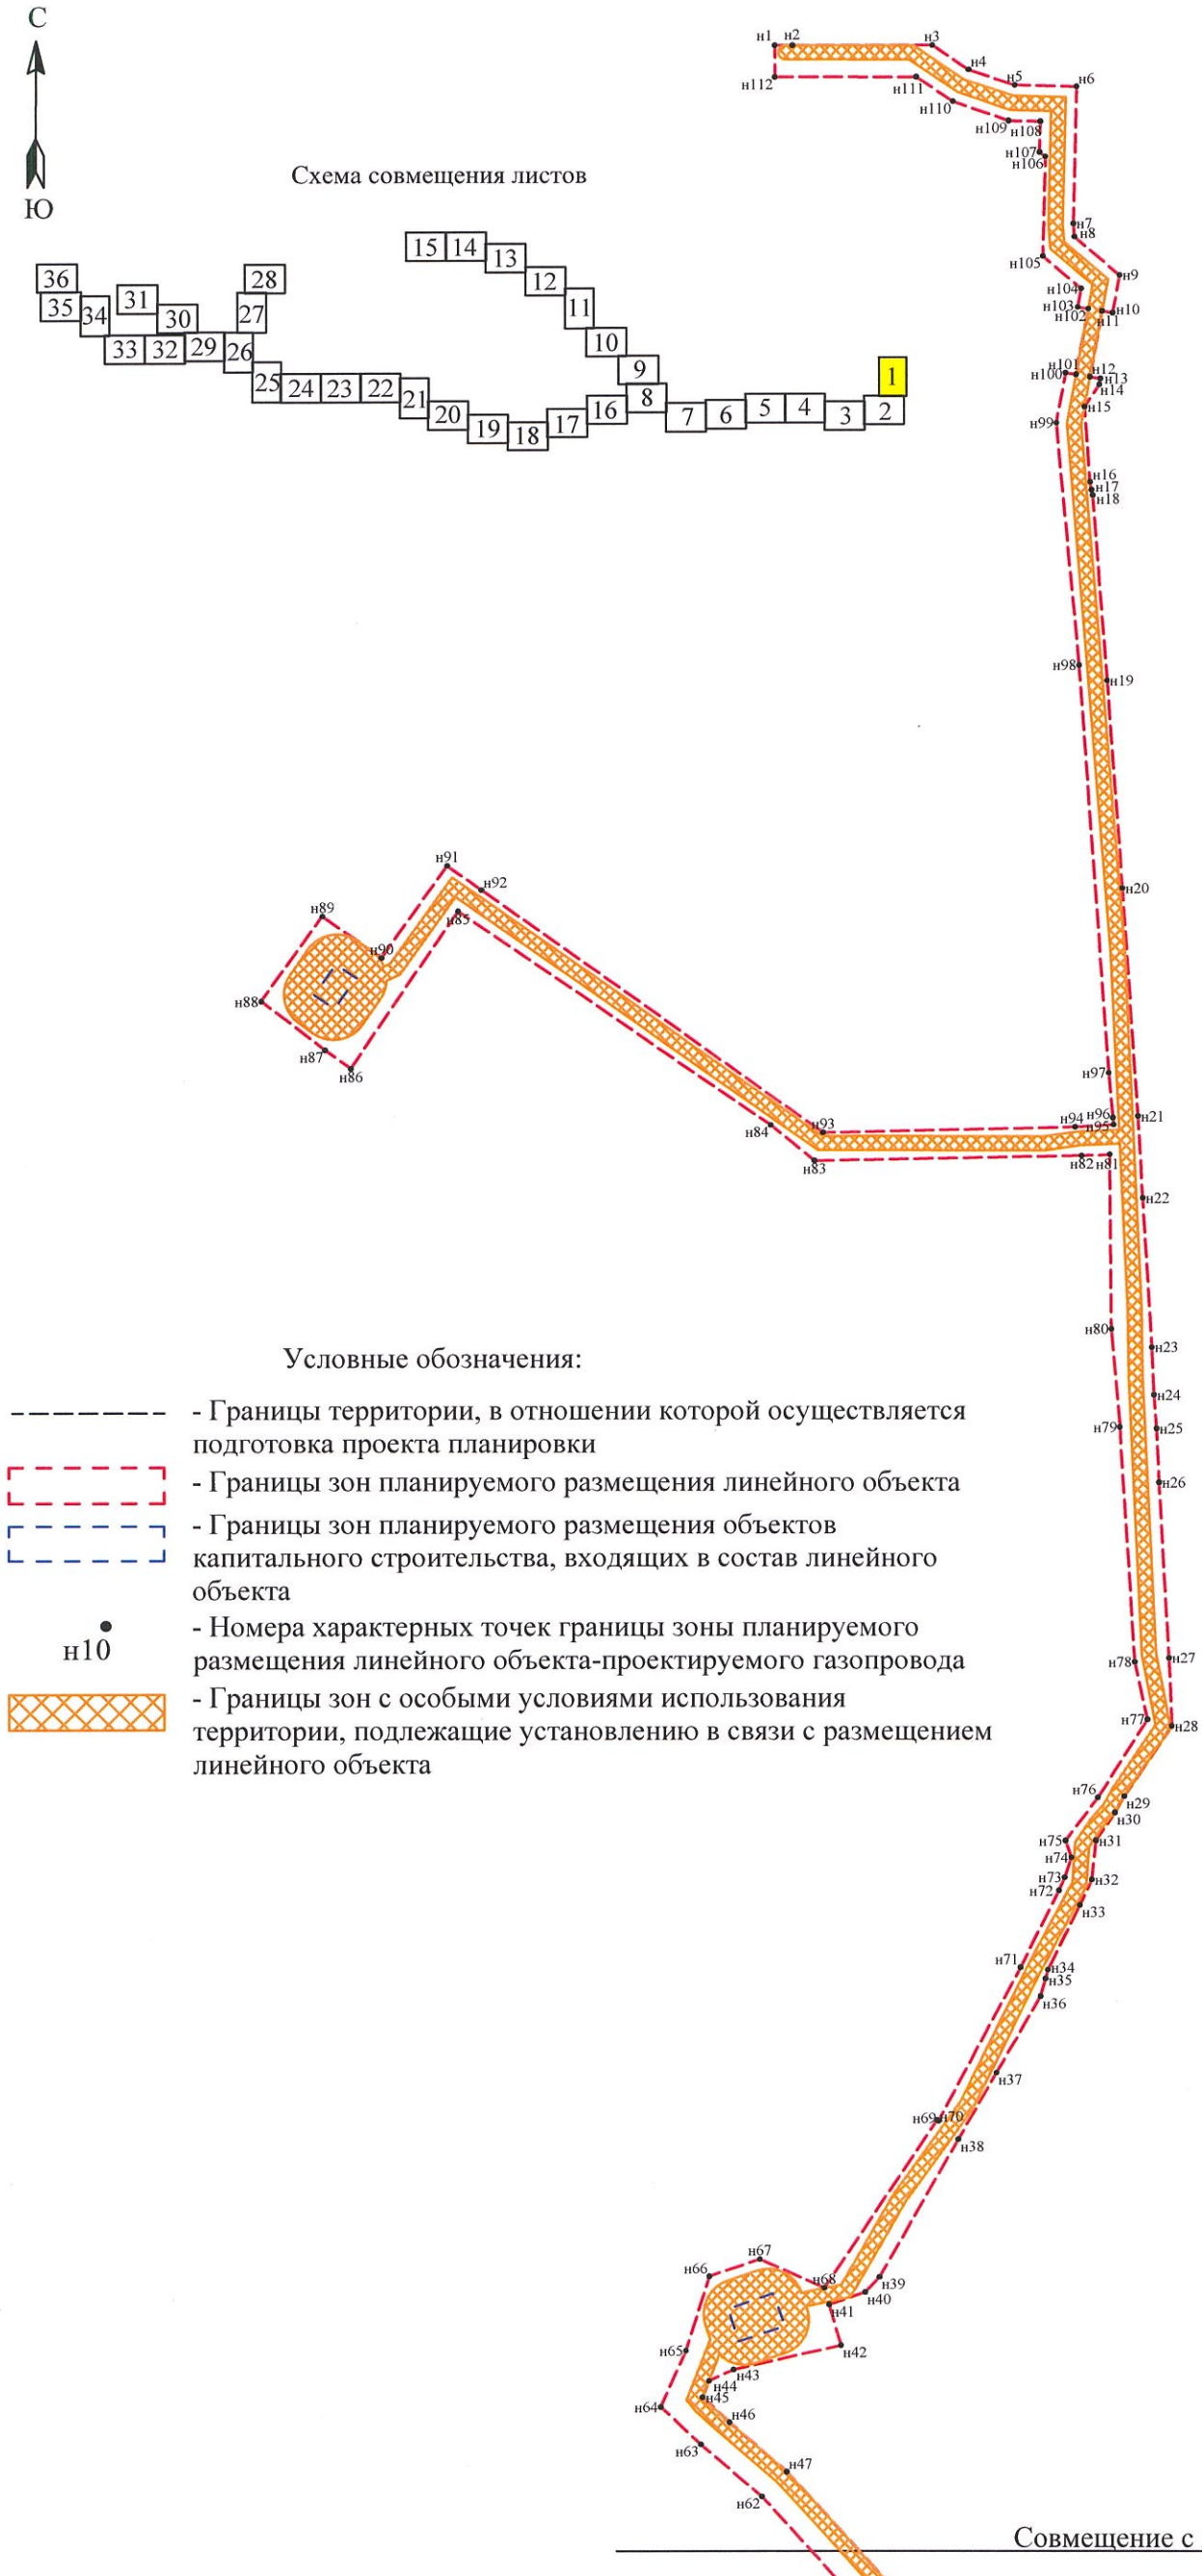 С
Ю
Схема совмещения листов
36 35 34 31 30 33 32 29 28 27 26 25 24 23 22 21 20 19 18 17 16 15 14 13 12 11 10 9 8 7 6 5 4 3 2 1
н1 н2 н3
н4
н5 н6
н112 н111
н110
н109 н108
н107
н106
н7
н8
н105
н9
н104
н103
н102 н11 н10
н101
н100 н12
н13
н14
н15
н99
н16
н17
н18
н98
н19
н20
н91
н92
н89
н85
н90
н88
н87
н86
н97
н96
н94
н95
н21
н93
н84
н83
н82 н81
н22
н80
н23
н24
н79
н25
н26
Условные обозначения:
- Границы территории, в отношении которой осуществляется
подготовка проекта планировки
- Границы зон планируемого размещения линейного объекта
- Границы зон планируемого размещения объектов
капитального строительства, входящих в состав линейного
объекта
н10
- Номера характерных точек границы зоны планируемого
размещения линейного объекта-проектируемого газопровода
- Границы зон с особыми условиями использования
территории, подлежащие установлению в связи с размещением
линейного объекта
н78
н27
н77
н28
н76
н29
н30
н75
н31
н74
н73
н72
н32
н33
н71
н34
н35
н36
н37
н69 н70
н38
н67
н66
н68
н39
н40
н41
н65
н42
н43
н44
н45
н64
н46
н63
н47
н62
Совмещение с